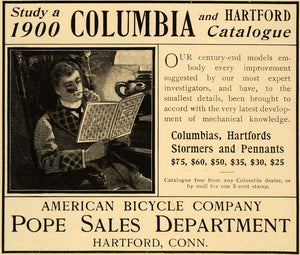 Study a
1900 COLUMBIA and HARTFORD
Catalogue
OUR century-end models em-
body every improvement
suggested by our most expert
investigators, and have, to the
smallest details, been brought to
accord with the very latest develop-
ment of mechanical knowledge.
Columbias, Hartfords
Stormers and Pennants
$75, $60, $50, $35, $30, $25
Catalogue free from any Columbia dealer, or
by mail for one 2-cent stamp.
AMERICAN BICYCLE COMPANY
POPE SALES DEPARTMENT
HARTFORD, CONN.